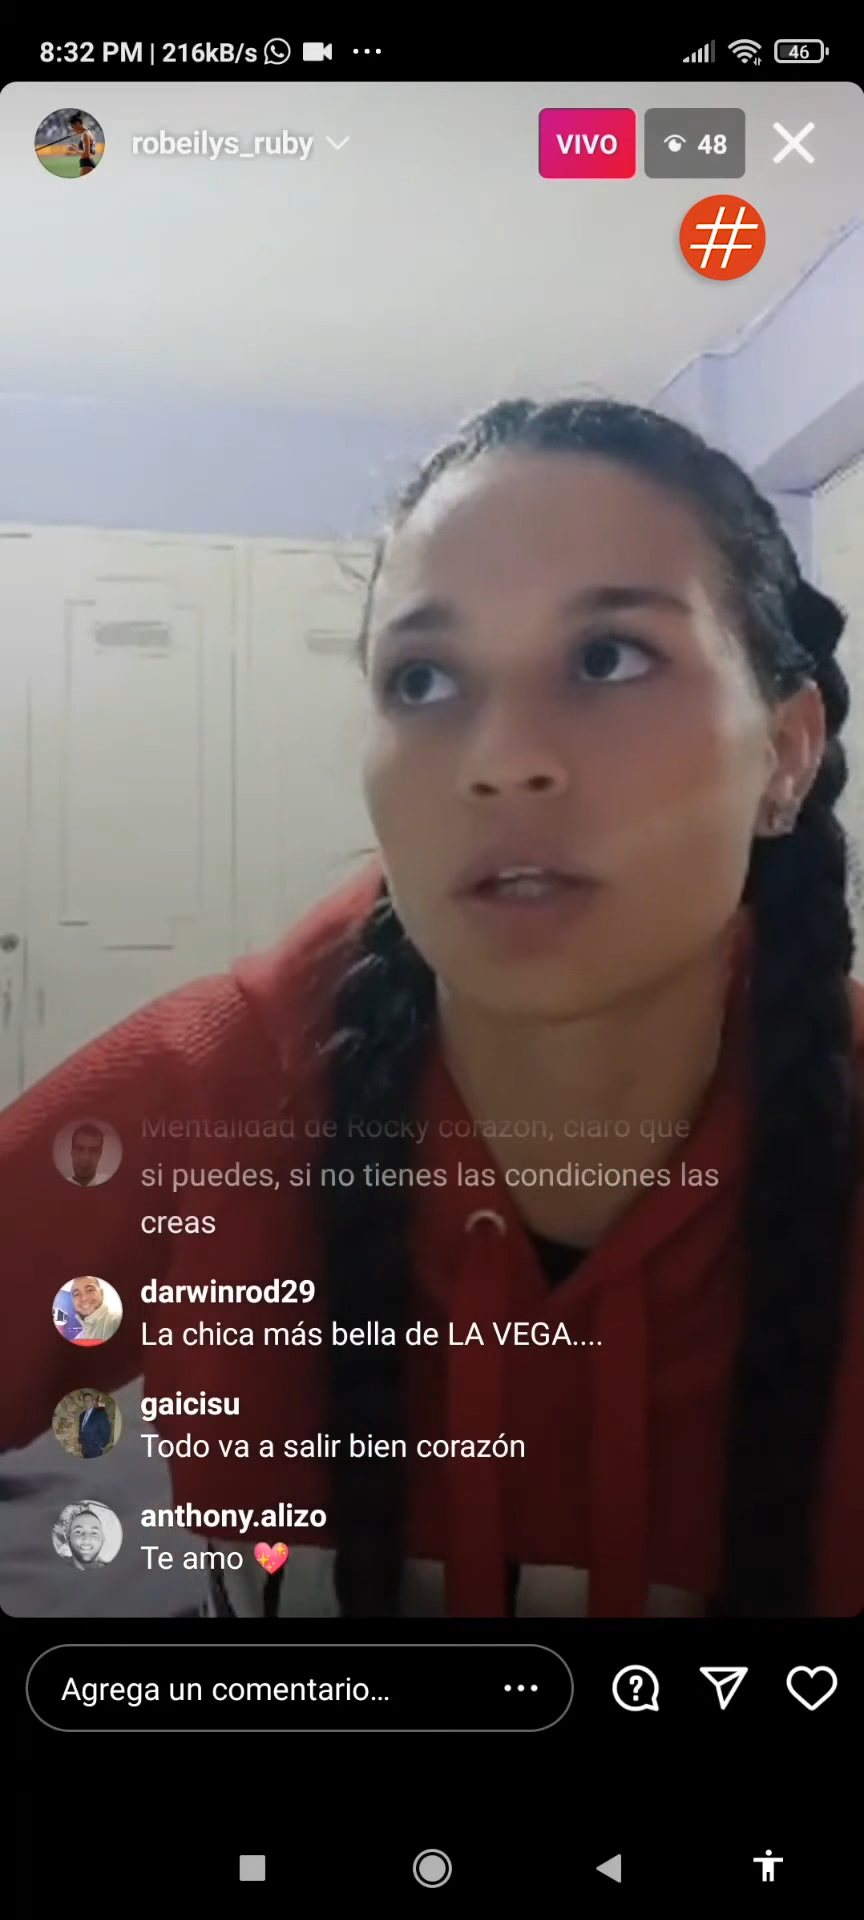 8:32 PM | 216kB/s
46
robeilys_ruby
VIVO
48
#
Mentalidad de Rocky corazón, claro que
si puedes, si no tienes las condiciones las
creas
darwinrod29
La chica más bella de LA VEGA....
gaicisu
Todo va a salir bien corazón
anthony.alizo
Te amo 💖
Agrega un comentario...